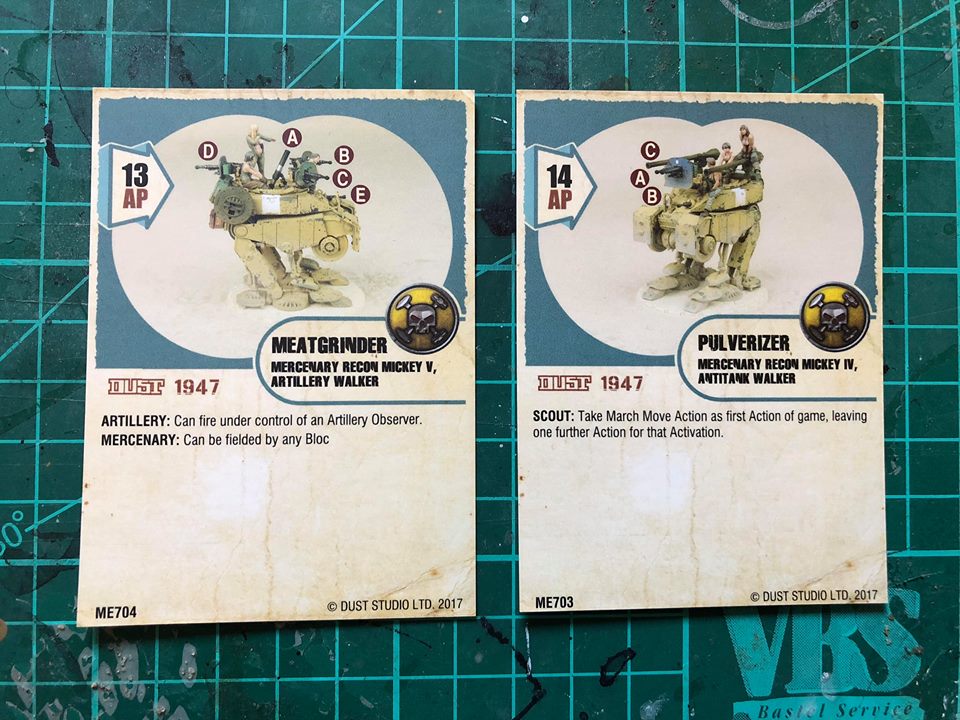 13
AP
D
A
B
C
E
MEATGRINDER
MERCENARY RECON MICKEY V,
ARTILLERY WALKER
DUST 1947
ARTILLERY: Can fire under control of an Artillery Observer.
MERCENARY: Can be fielded by any Bloc
ME704
© DUST STUDIO LTD. 2017
14
AP
C
A
B
PULVERIZER
MERCENARY RECON MICKEY IV,
ANTITANK WALKER
DUST 1947
SCOUT: Take March Move Action as first Action of game, leaving
one further Action for that Activation.
ME703
© DUST STUDIO LTD. 2017
0°
VBS
Bastel Service